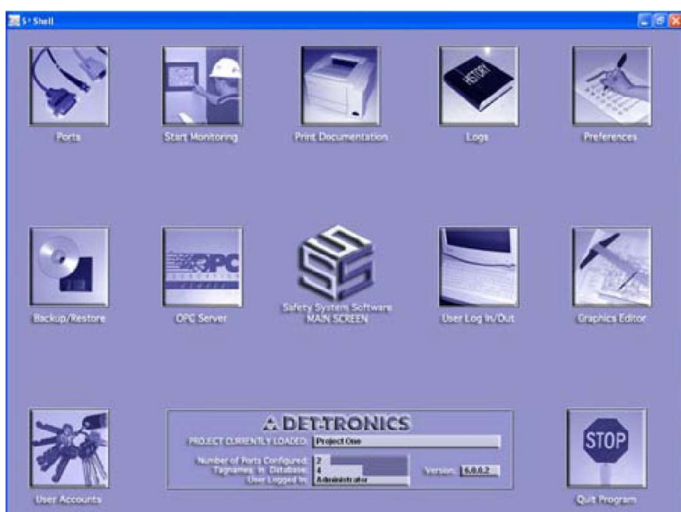 S³ Shell
Ports
Start Monitoring
Print Documentation
HISTORY
Logs
Preferences
Backup/Restore
OPC
OPC Server
SSS
Safety System Software
MAIN SCREEN
User Log In/Out
Graphics Editor
DET-TRONICS
PROJECT CURRENTLY LOADED: Project One
Number of Ports Configured: 2
Tagnames in Database: 4
User Logged In: Administrator
Version: 6.0.0.2
User Accounts
STOP
Quit Program